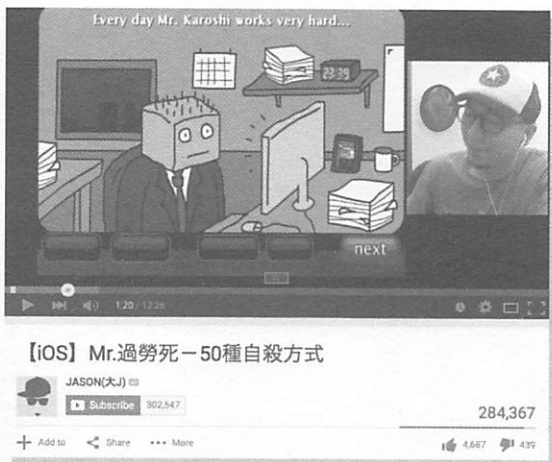 Every day Mr. Karoshi works very hard...
23:39
next
1:20 / 12:26
【iOS】Mr.過勞死－50種自殺方式
JASON(大J)
Subscribe 302,547
284,367
Add to Share More 4,667 439